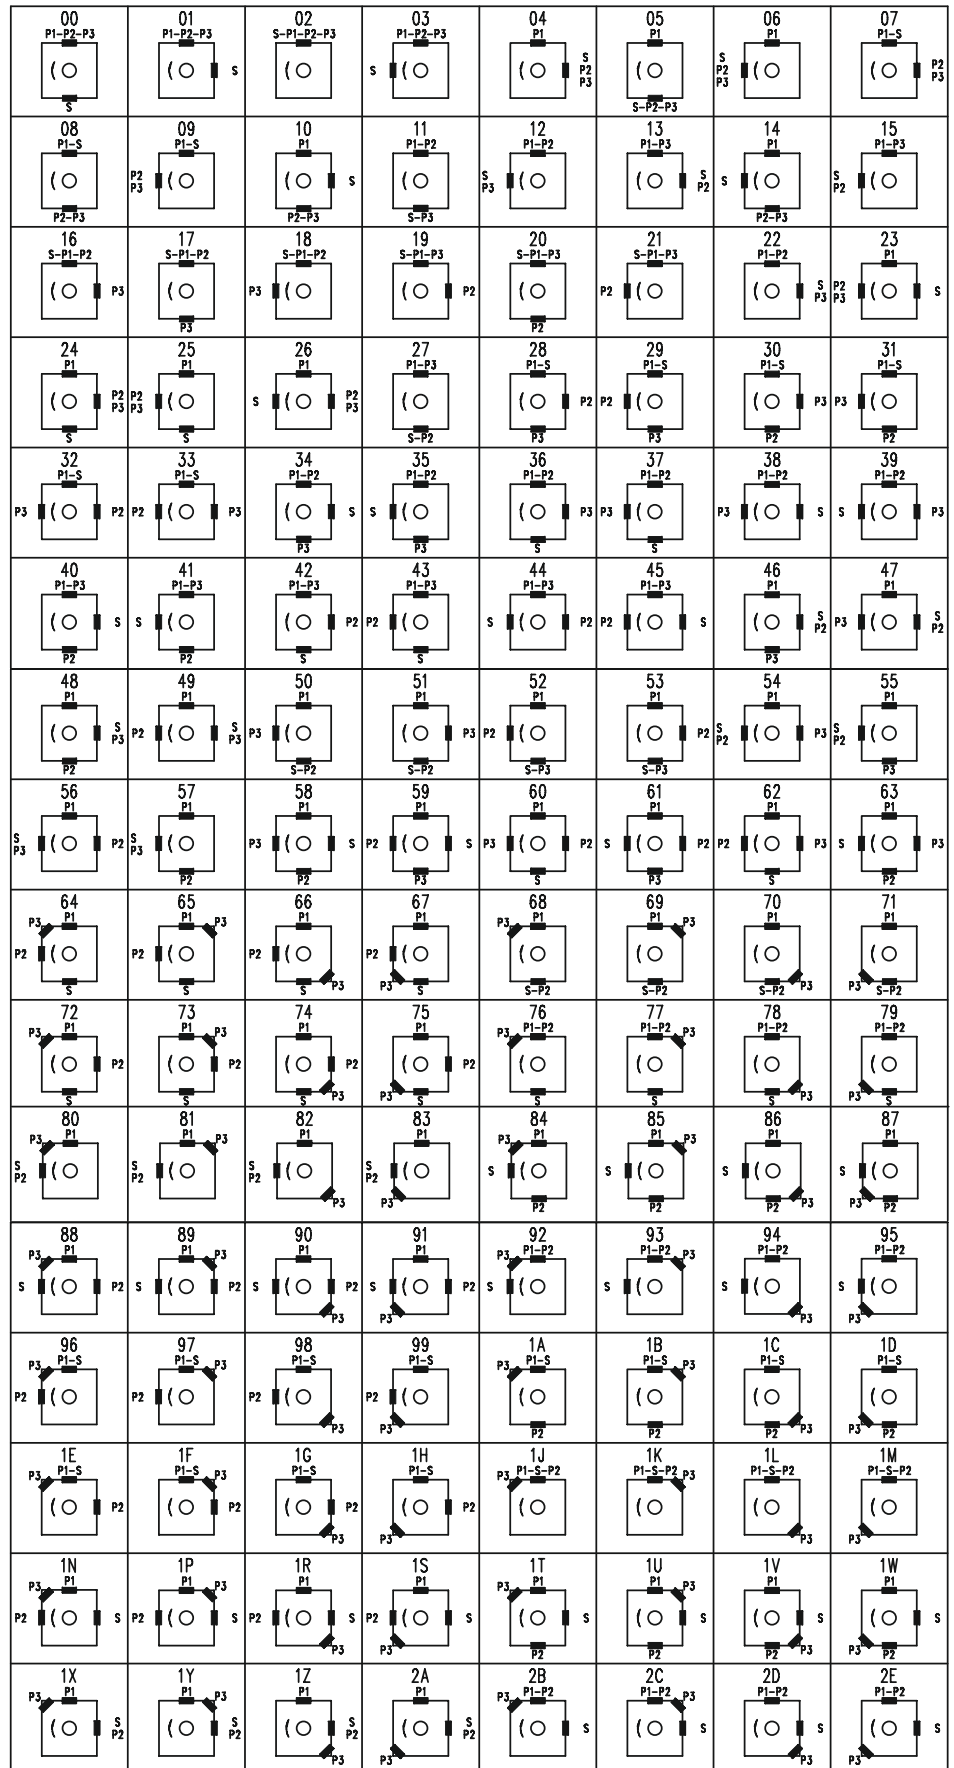 00 01 02 03 04 05 06 07
P1-P2-P3 P1-P2-P3 S-P1-P2-P3 P1-P2-P3 P1 P1 P1 P1-S
S S S S P2
P2 P2 P3
P3 P3
S S-P2-P3
08 09 10 11 12 13 14 15
P1-S P1-S P1 P1-P2 P1-P2 P1-P3 P1 P1-P3
P2 S S S S S
P3 P3 P2 P2
P2-P3 P2-P3 S-P3 P2-P3
16 17 18 19 20 21 22 23
S-P1-P2 S-P1-P2 S-P1-P2 S-P1-P3 S-P1-P3 S-P1-P3 P1-P2 P1
P3 P3 P2 P2 S P2 S
P3 P3
P3 P2
24 25 26 27 28 29 30 31
P1 P1 P1 P1-P3 P1-S P1-S P1-S P1-S
P2 P2 S P2 P2 P2 P3 P3
P3 P3 P3
S S S-P2 P3 P3 P2 P2
32 33 34 35 36 37 38 39
P1-S P1-S P1-P2 P1-P2 P1-P2 P1-P2 P1-P2 P1-P2
P3 P2 P2 P3 S S P3 P3 P3 S S P3
P3 P3 S S
40 41 42 43 44 45 46 47
P1-P3 P1-P3 P1-P3 P1-P3 P1-P3 P1-P3 P1 P1
S S P2 P2 S P2 P2 S S P3 S
P2 P2
P2 P2 S S P3
48 49 50 51 52 53 54 55
P1 P1 P1 P1 P1 P1 P1 P1
S P2 S P3 P3 P2 P2 S P3 S
P3 P3 P2 P2
P2 S-P2 S-P2 S-P3 S-P3 P3
56 57 58 59 60 61 62 63
P1 P1 P1 P1 P1 P1 P1 P1
S P2 S P3 S P2 S P3 P2 S P2 P2 P3 S P3
P3 P3
P2 P2 P3 S P3 S P2
64 65 66 67 68 69 70 71
P3 P1 P1 P3 P1 P1 P3 P1 P1 P3 P1 P1
P2 P2 P2 P2
S S S P3 P3 S S-P2 S-P2 S-P2 P3 P3 S-P2
72 73 74 75 76 77 78 79
P3 P1 P1 P3 P1 P1 P3 P1-P2 P1-P2 P3 P1-P2 P1-P2
P2 P2 P2 P2
S S S P3 P3 S S S S P3 P3 S
80 81 82 83 84 85 86 87
P3 P1 P1 P3 P1 P1 P3 P1 P1 P3 P1 P1
S S S S S S S S
P2 P2 P2 P2
P3 P3 P2 P2 P2 P3 P3 P2
88 89 90 91 92 93 94 95
P3 P1 P1 P3 P1 P1 P3 P1-P2 P1-P2 P3 P1-P2 P1-P2
S P2 S P2 S P2 S P2 S S S S
P3 P3 P3 P3
96 97 98 99 1A 1B 1C 1D
P3 P1-S P1-S P3 P1-S P1-S P3 P1-S P1-S P3 P1-S P1-S
P2 P2 P2 P2
P3 P3 P2 P2 P2 P3 P3 P2
1E 1F 1G 1H 1J 1K 1L 1M
P3 P1-S P1-S P3 P1-S P1-S P3 P1-S-P2 P1-S-P2 P3 P1-S-P2 P1-S-P2
P2 P2 P2 P2
P3 P3 P3 P3
1N 1P 1R 1S 1T 1U 1V 1W
P3 P1 P1 P3 P1 P1 P3 P1 P1 P3 P1 P1
P2 S P2 S P2 S P2 S S S S S
P3 P3 P2 P2 P2 P3 P3 P2
1X 1Y 1Z 2A 2B 2C 2D 2E
P3 P1 P1 P3 P1 P1 P3 P1-P2 P1-P2 P3 P1-P2 P1-P2
S S S S S S S S
P2 P2 P2 P2
P3 P3 P3 P3